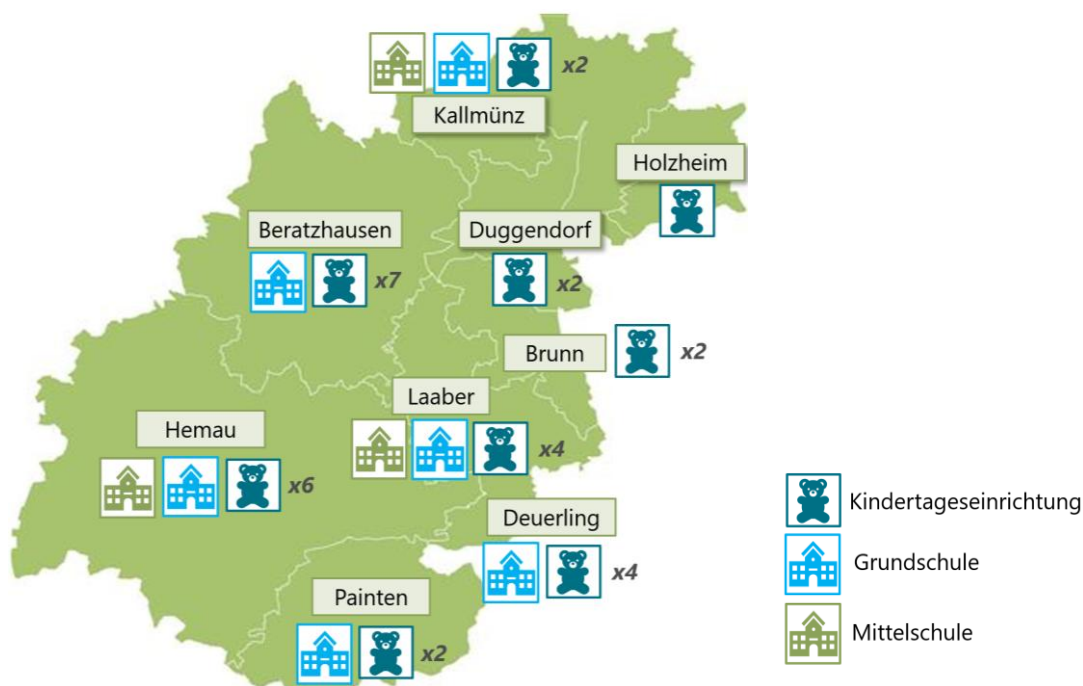 x2
Kallmünz
Holzheim
Beratzhausen
x7
Duggendorf
x2
Brunn
x2
Laaber
x4
Hemau
x6
Deuerling
x4
Painten
x2
Kindertageseinrichtung
Grundschule
Mittelschule